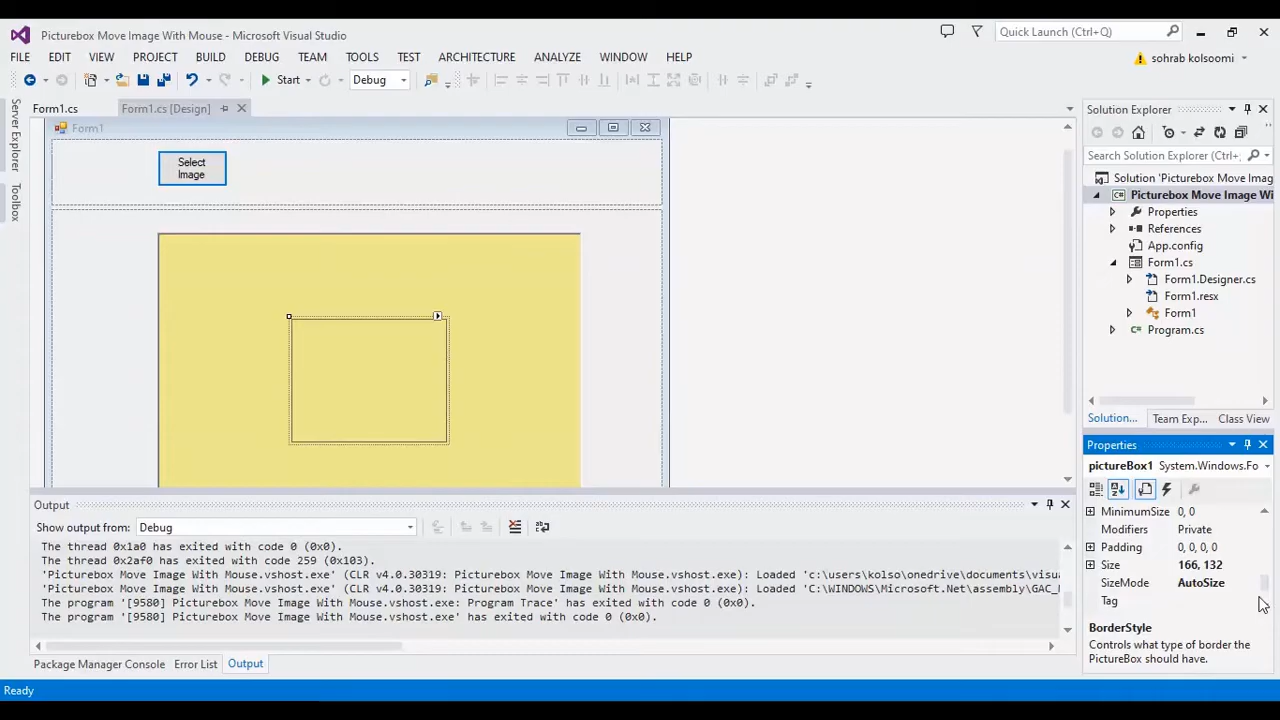 Picturebox Move Image With Mouse - Microsoft Visual Studio
Quick Launch (Ctrl+Q)
FILE EDIT VIEW PROJECT BUILD DEBUG TEAM TOOLS TEST ARCHITECTURE ANALYZE WINDOW HELP
sohrab kolsoomi
Start
Debug
Form1.cs
Form1.cs [Design]
Server Explorer
Toolbox
Form1
Select
Image
Solution Explorer
Search Solution Explorer (Ctrl+;
Solution 'Picturebox Move Imag
Picturebox Move Image Wi
Properties
References
App.config
Form1.cs
Form1.Designer.cs
Form1.resx
Form1
Program.cs
Solution... Team Exp... Class View
Properties
pictureBox1 System.Windows.Fo
MinimumSize 0, 0
Modifiers Private
Padding 0, 0, 0, 0
Size 166, 132
SizeMode AutoSize
Tag
BorderStyle
Controls what type of border the
PictureBox should have.
Output
Show output from: Debug
The thread 0x1a0 has exited with code 0 (0x0).
The thread 0x2af0 has exited with code 259 (0x103).
'Picturebox Move Image With Mouse.vshost.exe' (CLR v4.0.30319: Picturebox Move Image With Mouse.vshost.exe): Loaded 'c:\users\kolso\onedrive\documents\visua
'Picturebox Move Image With Mouse.vshost.exe' (CLR v4.0.30319: Picturebox Move Image With Mouse.vshost.exe): Loaded 'C:\WINDOWS\Microsoft.Net\assembly\GAC_M
The program '[9580] Picturebox Move Image With Mouse.vshost.exe: Program Trace' has exited with code 0 (0x0).
The program '[9580] Picturebox Move Image With Mouse.vshost.exe' has exited with code 0 (0x0).
Package Manager Console Error List Output
Ready